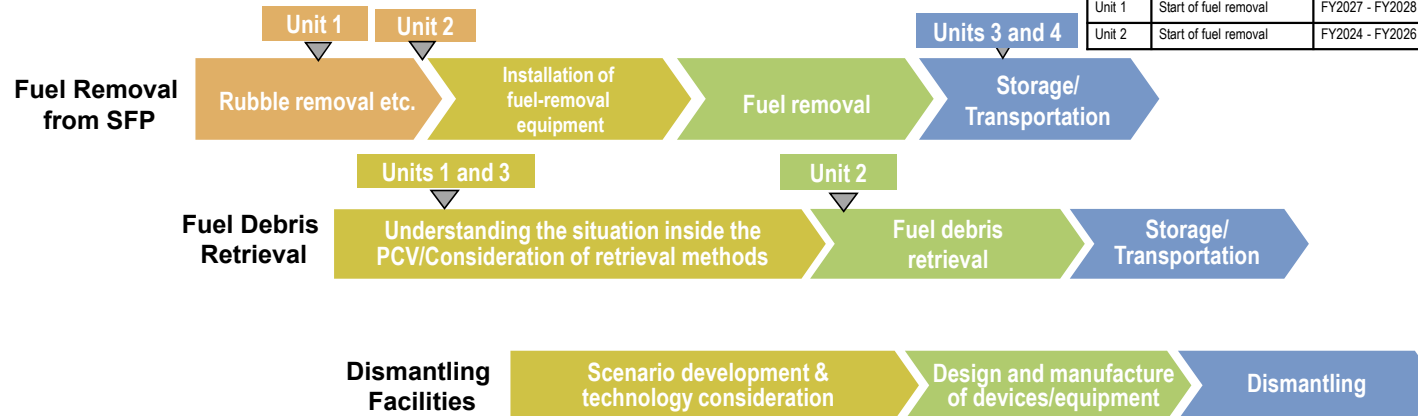 Unit 1 Start of fuel removal FY2027 - FY2028
Unit 2 Start of fuel removal FY2024 - FY2026
Unit 1
Unit 2
Units 3 and 4
Fuel Removal
from SFP
Rubble removal etc.
Installation of
fuel-removal
equipment
Fuel removal
Storage/
Transportation
Units 1 and 3
Unit 2
Fuel Debris
Retrieval
Understanding the situation inside the
PCV/Consideration of retrieval methods
Fuel debris
retrieval
Storage/
Transportation
Dismantling
Facilities
Scenario development &
technology consideration
Design and manufacture
of devices/equipment
Dismantling